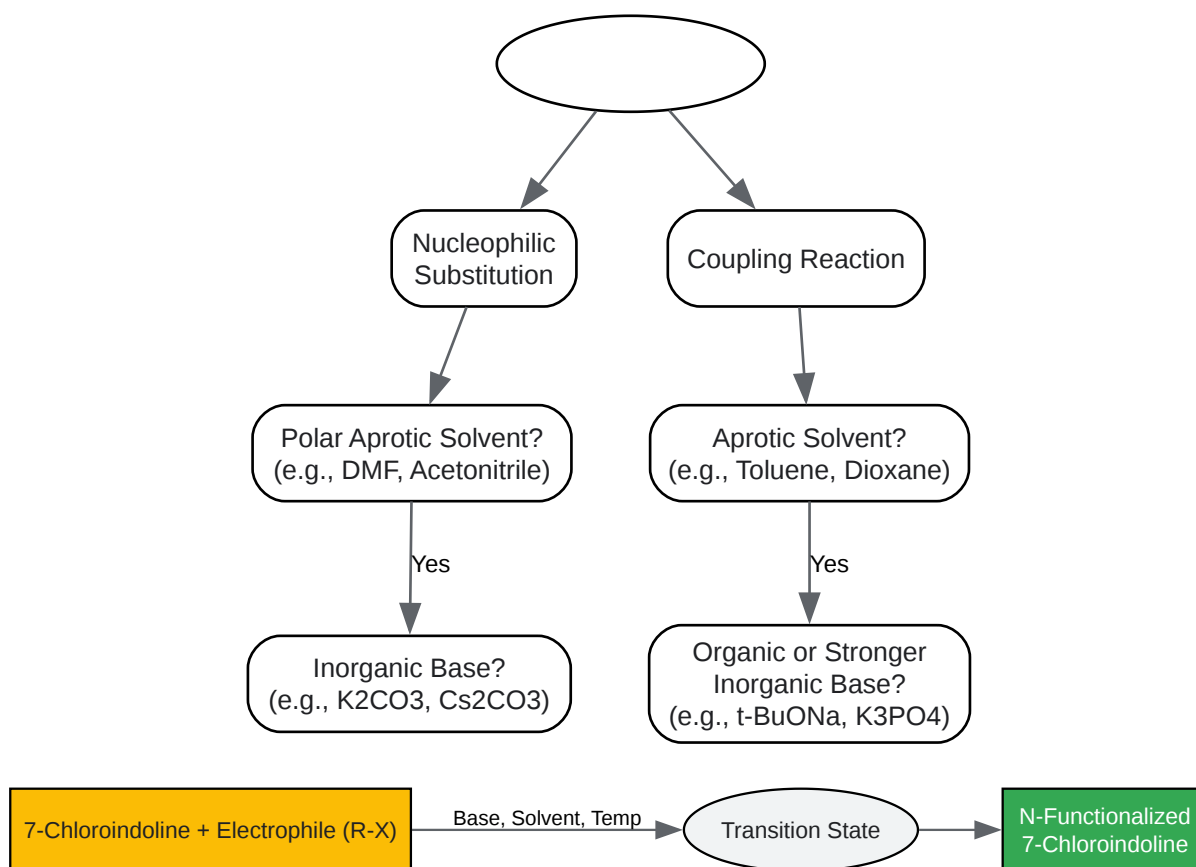 Nucleophilic
Substitution
Coupling Reaction
Polar Aprotic Solvent?
(e.g., DMF, Acetonitrile)
Aprotic Solvent?
(e.g., Toluene, Dioxane)
Yes
Yes
Inorganic Base?
(e.g., K2CO3, Cs2CO3)
Organic or Stronger
Inorganic Base?
(e.g., t-BuONa, K3PO4)
7-Chloroindoline + Electrophile (R-X)
Base, Solvent, Temp
Transition State
N-Functionalized
7-Chloroindoline